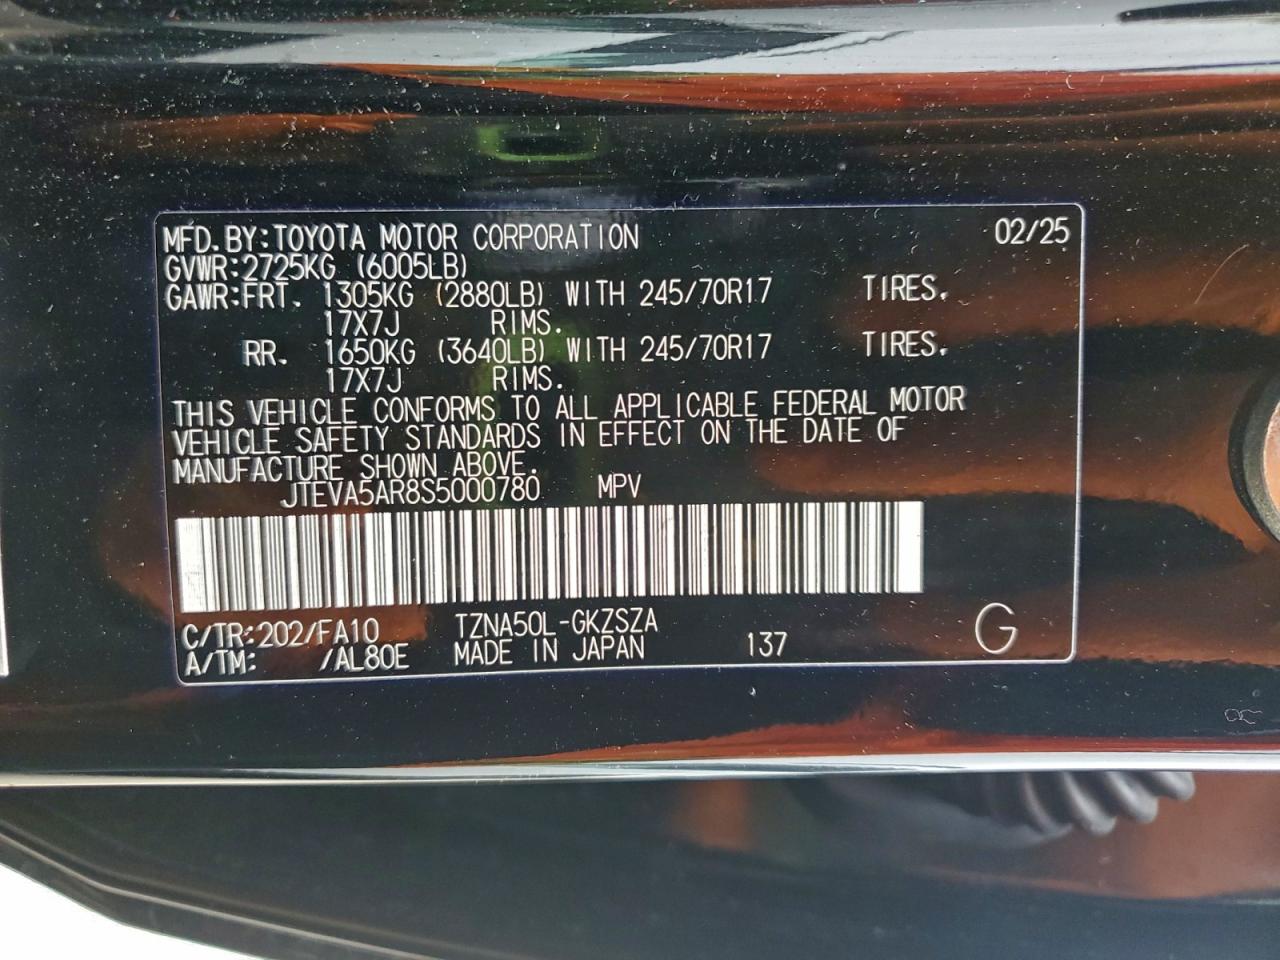 MFD.BY:TOYOTA MOTOR CORPORATION 02/25
GVWR:2725KG (6005LB)
GAWR:FRT. 1305KG (2880LB) WITH 245/70R17 TIRES,
17X7J RIMS.
RR. 1650KG (3640LB) WITH 245/70R17 TIRES,
17X7J RIMS.
THIS VEHICLE CONFORMS TO ALL APPLICABLE FEDERAL MOTOR
VEHICLE SAFETY STANDARDS IN EFFECT ON THE DATE OF
MANUFACTURE SHOWN ABOVE.
JTEVA5AR8S5000780 MPV
C/TR:202/FA10 TZNA50L-GKZSZA
A/TM: /AL80E MADE IN JAPAN 137 G